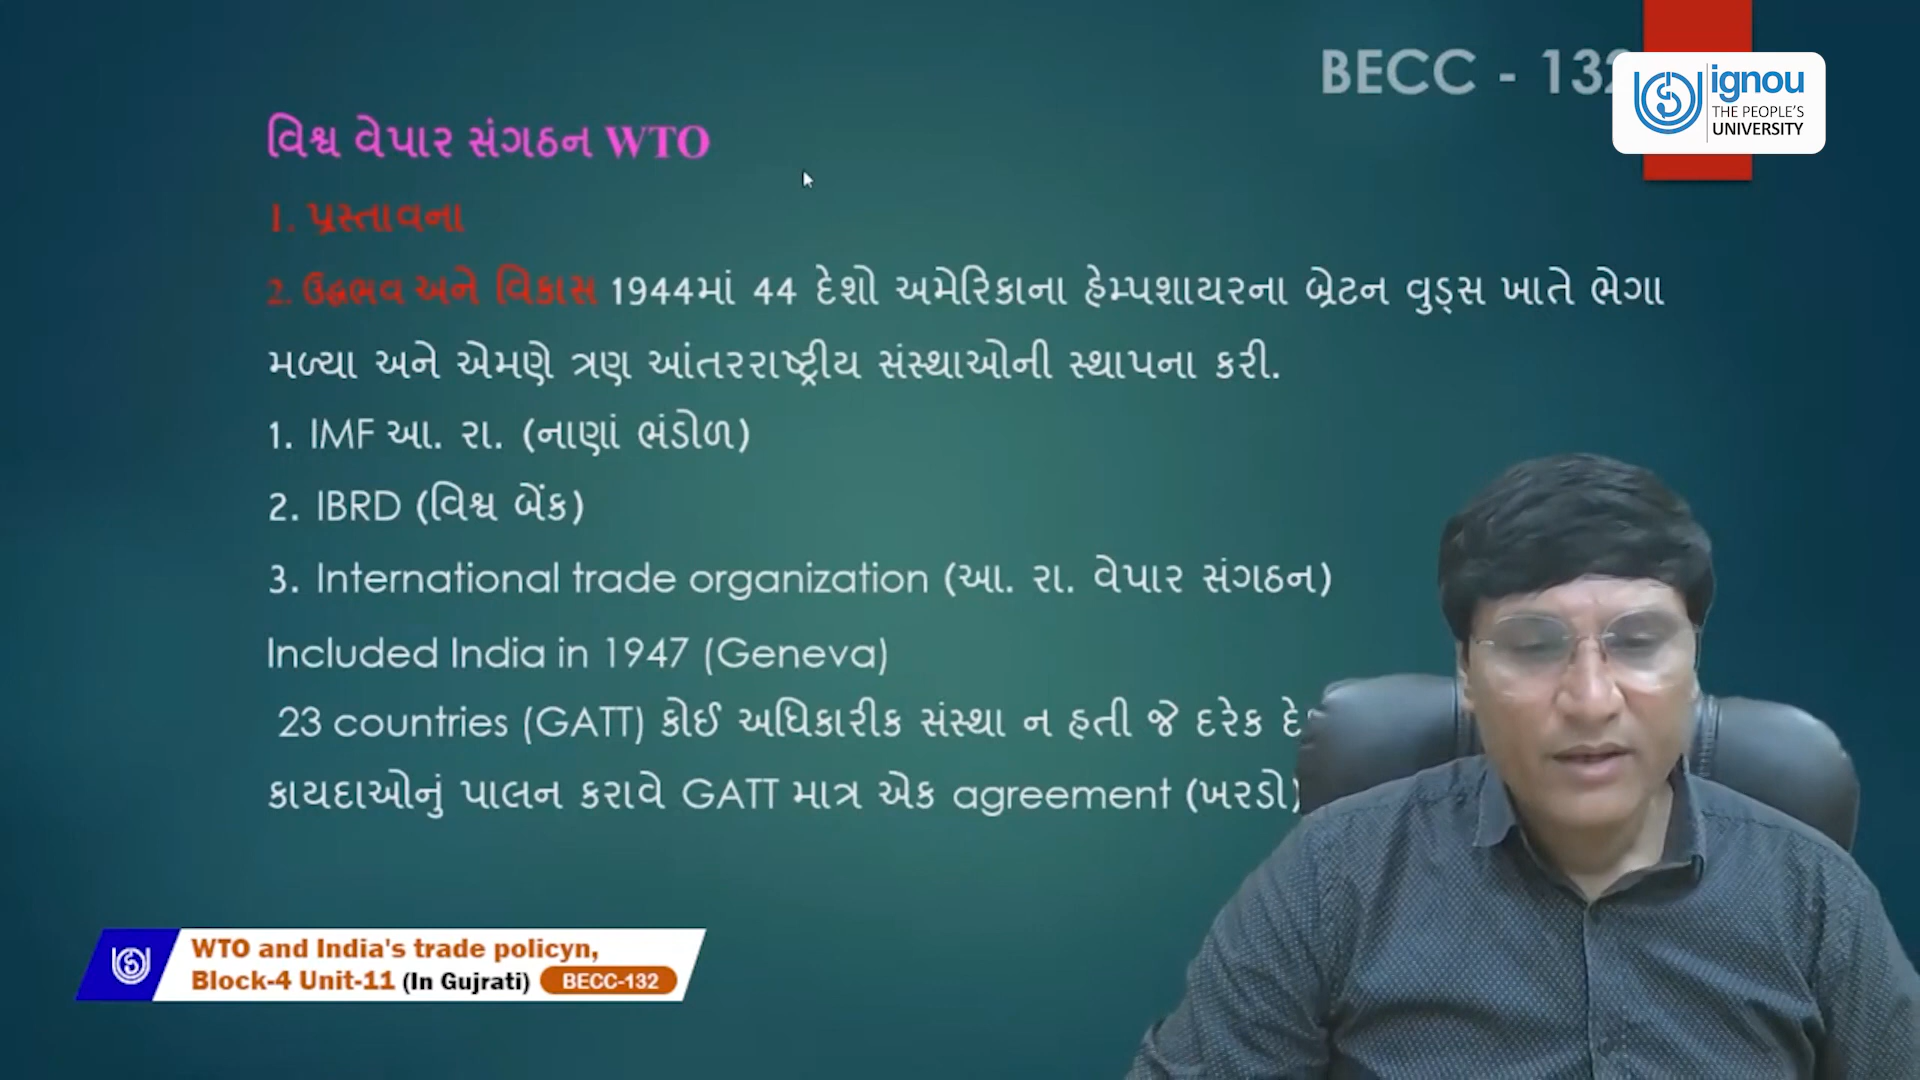 BECC - 132
ignou
THE PEOPLE'S
UNIVERSITY
વિશ્વ વેપાર સંગઠન WTO
1. પ્રસ્તાવના
2. ઉદ્ભભવ અને વિકાસ 1944માં 44 દેશો અમેરિકાના હેમ્પશાયરના બ્રેટન વુડ્સ ખાતે ભેગા
મળ્યા અને એમણે ત્રણ આંતરરાષ્ટ્રીય સંસ્થાઓની સ્થાપના કરી.
1. IMF આ. રા. (નાણાં ભંડોળ)
2. IBRD (વિશ્વ બેંક)
3. International trade organization (આ. રા. વેપાર સંગઠન)
Included India in 1947 (Geneva)
23 countries (GATT) કોઈ અધિકારીક સંસ્થા ન હતી જે દરેક
કાયદાઓનું પાલન કરાવે GATT માત્ર એક agreement (ખરડો)
WTO and India's trade policyn,
Block-4 Unit-11 (In Gujrati) BECC-132